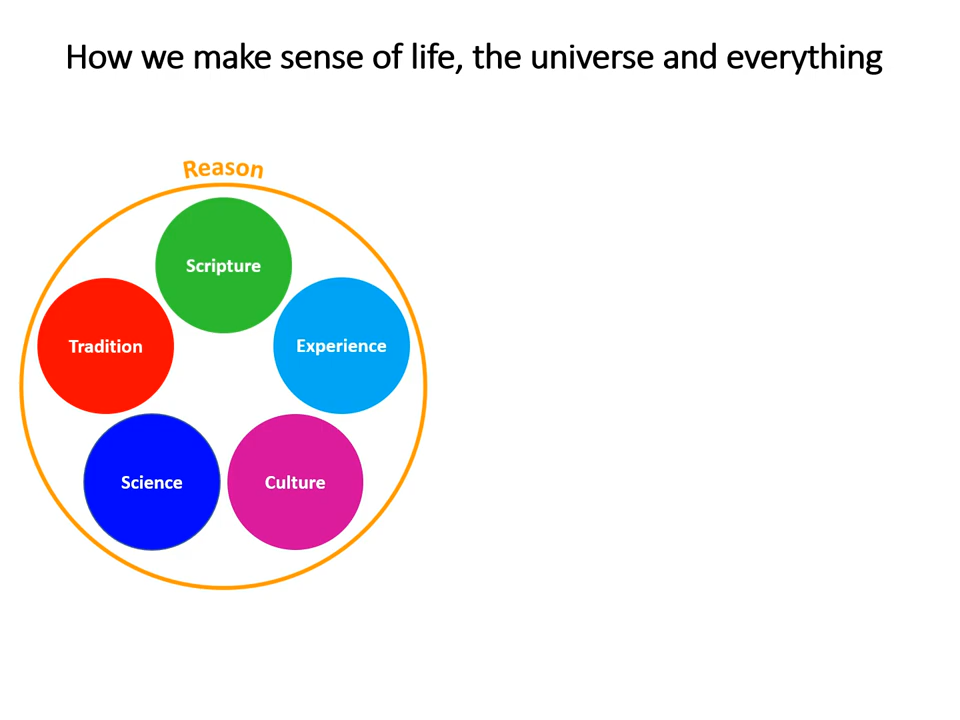 How we make sense of life, the universe and everything
Reason
Scripture
Tradition
Experience
Science
Culture